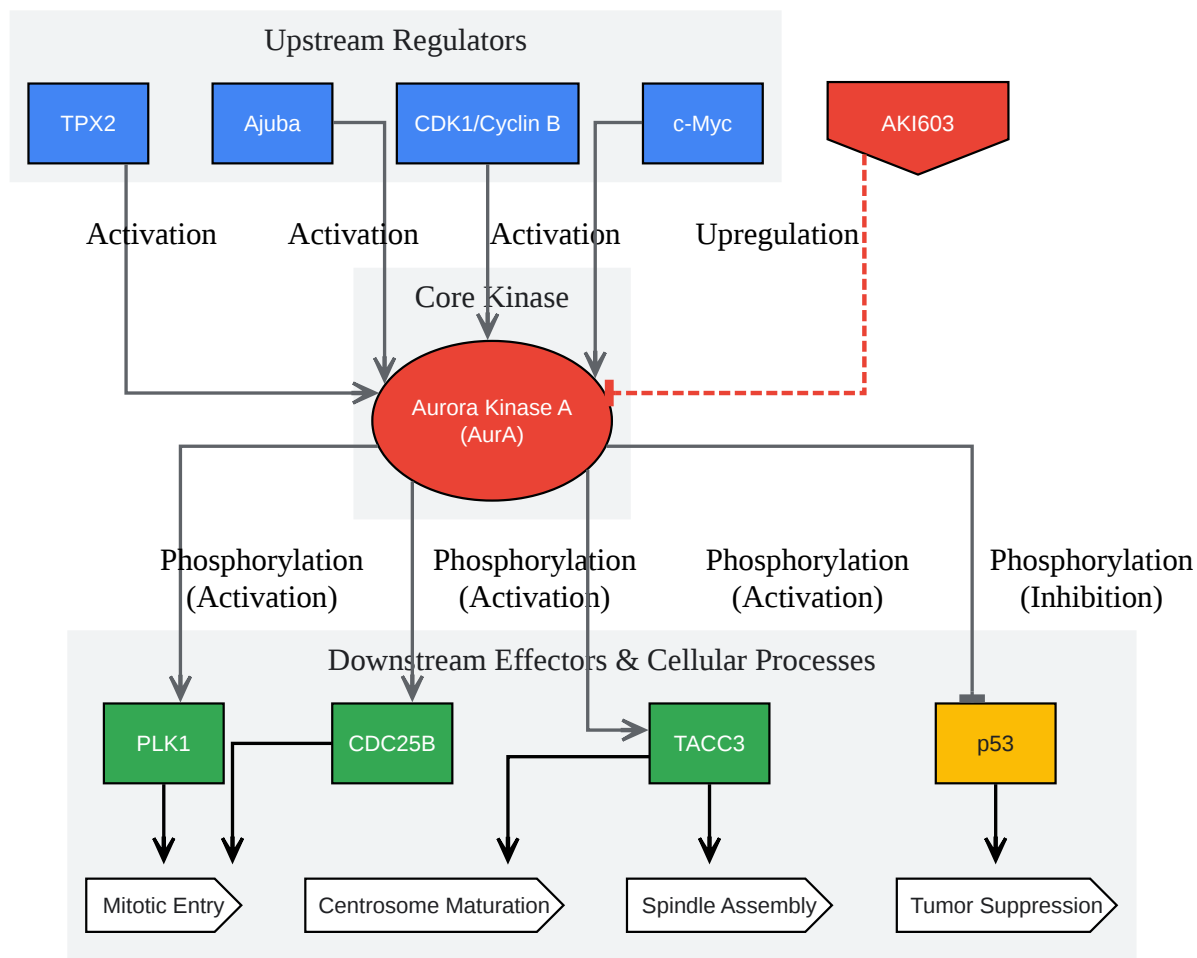 Upstream Regulators
TPX2
Ajuba
CDK1/Cyclin B
c-Myc
AKI603
Activation
Activation
Activation
Upregulation
Core Kinase
Aurora Kinase A
(AurA)
Phosphorylation
(Activation)
Phosphorylation
(Activation)
Phosphorylation
(Activation)
Phosphorylation
(Inhibition)
Downstream Effectors & Cellular Processes
PLK1
CDC25B
TACC3
p53
Mitotic Entry
Centrosome Maturation
Spindle Assembly
Tumor Suppression